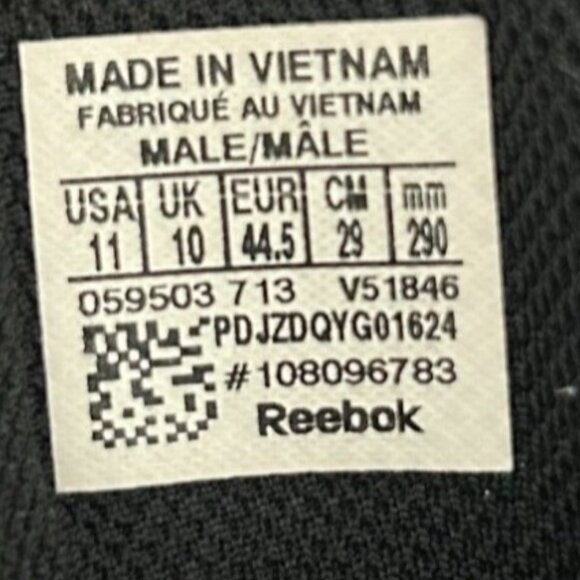 MADE IN VIETNAM
FABRIQUÉ AU VIETNAM
MALE/MÂLE
USA UK EUR CM mm
11 10 44.5 29 290
059503 713 V51846
PDJZDQYG01624
#108096783
Reebok